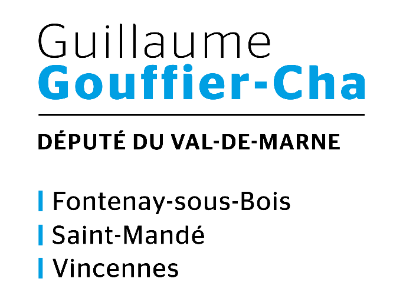 Guillaume
Gouffier-Cha
DÉPUTÉ DU VAL-DE-MARNE
Fontenay-sous-Bois
Saint-Mandé
Vincennes